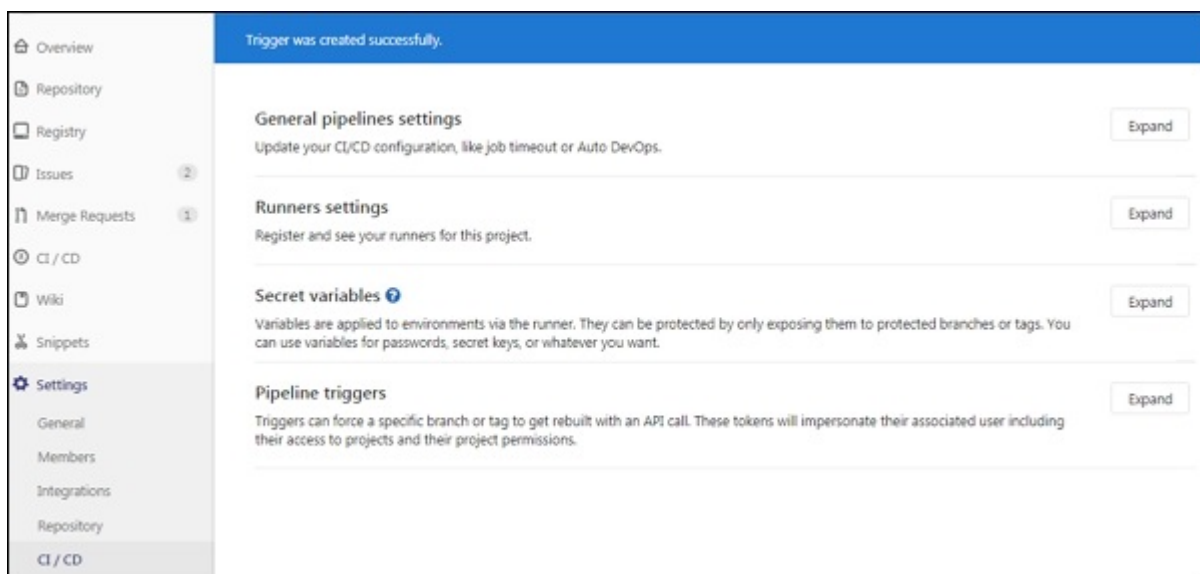 Overview
Repository
Registry
Issues 2
Merge Requests 1
CI / CD
Wiki
Snippets
Settings
General
Members
Integrations
Repository
CI / CD
Trigger was created successfully.
General pipelines settings
Expand
Update your CI/CD configuration, like job timeout or Auto DevOps.
Runners settings
Expand
Register and see your runners for this project.
Secret variables ?
Expand
Variables are applied to environments via the runner. They can be protected by only exposing them to protected branches or tags. You
can use variables for passwords, secret keys, or whatever you want.
Pipeline triggers
Expand
Triggers can force a specific branch or tag to get rebuilt with an API call. These tokens will impersonate their associated user including
their access to projects and their project permissions.